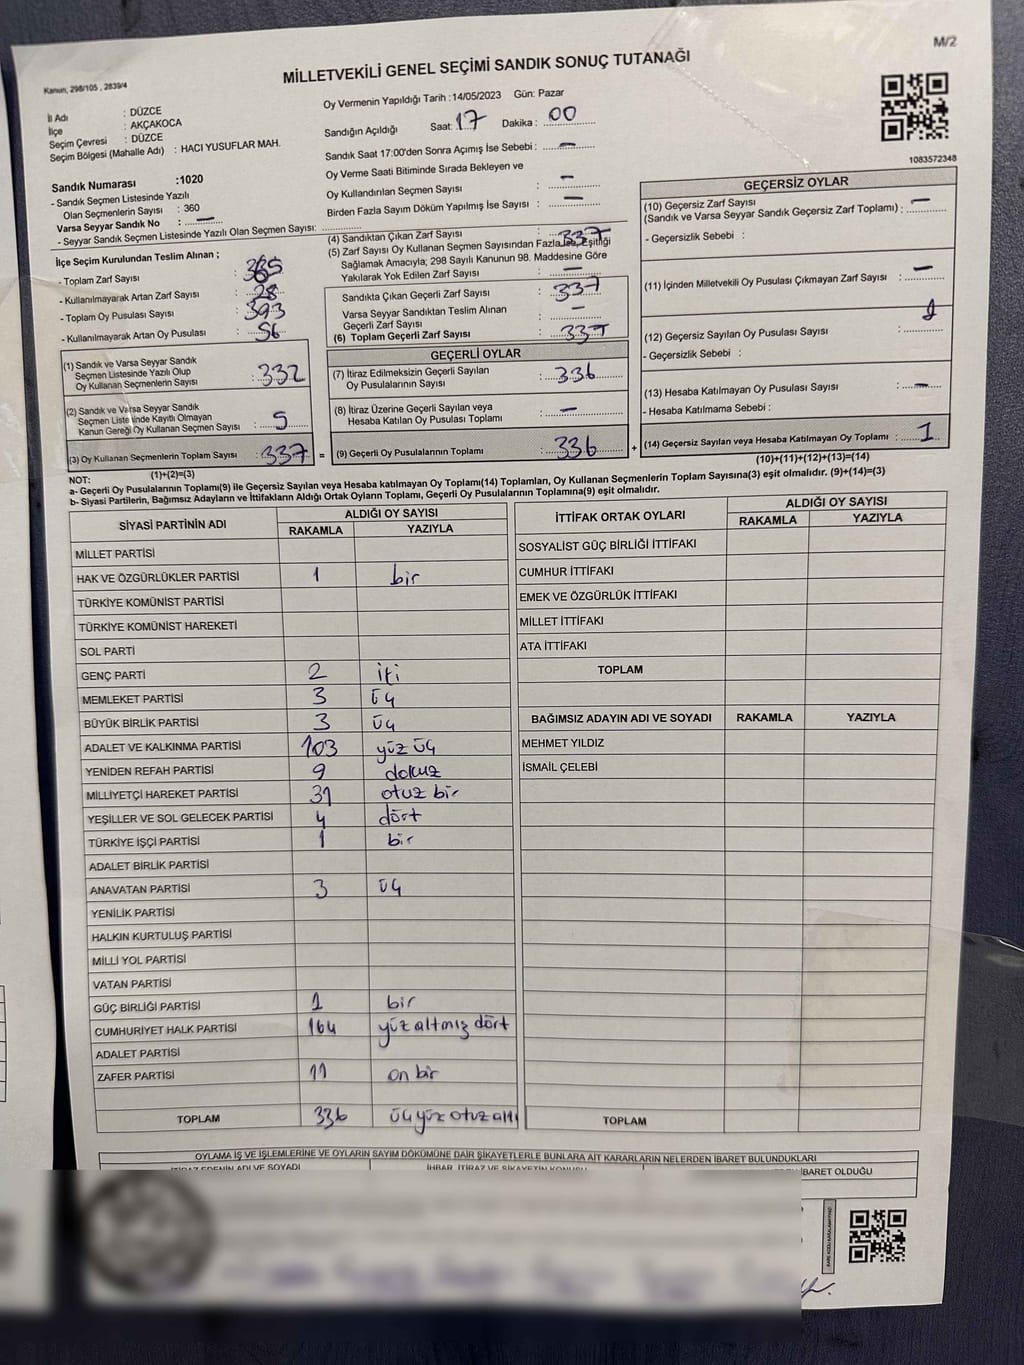 M/2
Kanun, 298/105 , 2839/4
MİLLETVEKİLİ GENEL SEÇİMİ SANDIK SONUÇ TUTANAĞI
İl Adı : DÜZCE
İlçe : AKÇAKOCA
Seçim Çevresi : DÜZCE
Seçim Bölgesi (Mahalle Adı) : HACI YUSUFLAR MAH.
Sandık Numarası :1020
- Sandık Seçmen Listesinde Yazılı
Olan Seçmenlerin Sayısı : 360
Varsa Seyyar Sandık No : —
- Seyyar Sandık Seçmen Listesinde Yazılı Olan Seçmen Sayısı:
İlçe Seçim Kurulundan Teslim Alınan ;
- Toplam Zarf Sayısı :
- Kullanılmayarak Artan Zarf Sayısı : 28
- Toplam Oy Pusulası Sayısı : 393
- Kullanılmayarak Artan Oy Pusulası : 56
(1) Sandık ve Varsa Seyyar Sandık
Seçmen Listesinde Yazılı Olup
Oy Kullanan Seçmenlerin Sayısı : 332
(2) Sandık ve Varsa Seyyar Sandık
Seçmen Listesinde Kayıtlı Olmayan
Kanun Gereği Oy Kullanan Seçmen Sayısı : 5
(3) Oy Kullanan Seçmenlerin Toplam Sayısı : 337 =
(1)+(2)=(3)
Oy Vermenin Yapıldığı Tarih : 14/05/2023 Gün: Pazar
Sandığın Açıldığı Saat: 17 Dakika : 00
Sandık Saat 17:00'den Sonra Açımış İse Sebebi : —
Oy Verme Saati Bitiminde Sırada Bekleyen ve
Oy Kullandırılan Seçmen Sayısı : —
Birden Fazla Sayım Döküm Yapılmış İse Sayısı : —
(4) Sandıktan Çıkan Zarf Sayısı : 337
(5) Zarf Sayısı Oy Kullanan Seçmen Sayısından Fazla İse, Eşitliği
Sağlamak Amacıyla; 298 Sayılı Kanunun 98. Maddesine Göre
Yakılarak Yok Edilen Zarf Sayısı : —
Sandıkta Çıkan Geçerli Zarf Sayısı : 337
Varsa Seyyar Sandıktan Teslim Alınan
Geçerli Zarf Sayısı : —
(6) Toplam Geçerli Zarf Sayısı : 337
GEÇERLİ OYLAR
(7) İtiraz Edilmeksizin Geçerli Sayılan
Oy Pusulalarının Sayısı : 336
(8) İtiraz Üzerine Geçerli Sayılan veya
Hesaba Katılan Oy Pusulası Toplamı : —
(9) Geçerli Oy Pusulalarının Toplamı : 336 +
1083572348
GEÇERSİZ OYLAR
(10) Geçersiz Zarf Sayısı
(Sandık ve Varsa Seyyar Sandık Geçersiz Zarf Toplamı) : —
- Geçersizlik Sebebi :
(11) İçinden Milletvekili Oy Pusulası Çıkmayan Zarf Sayısı : —
(12) Geçersiz Sayılan Oy Pusulası Sayısı : 1
- Geçersizlik Sebebi :
(13) Hesaba Katılmayan Oy Pusulası Sayısı : —
- Hesaba Katılmama Sebebi :
(14) Geçersiz Sayılan veya Hesaba Katılmayan Oy Toplamı : 1
(10)+(11)+(12)+(13)=(14)
NOT:
a- Geçerli Oy Pusulalarının Toplamı(9) ile Geçersiz Sayılan veya Hesaba katılmayan Oy Toplamı(14) Toplamları, Oy Kullanan Seçmenlerin Toplam Sayısına(3) eşit olmalıdır. (9)+(14)=(3)
b- Siyasi Partilerin, Bağımsız Adayların ve İttifakların Aldığı Ortak Oyların Toplamı, Geçerli Oy Pusulalarının Toplamına(9) eşit olmalıdır.
SİYASİ PARTİNİN ADI ALDIĞI OY SAYISI
RAKAMLA YAZIYLA
MİLLET PARTİSİ
HAK VE ÖZGÜRLÜKLER PARTİSİ 1 bir
TÜRKİYE KOMÜNİST PARTİSİ
TÜRKİYE KOMÜNİST HAREKETİ
SOL PARTİ
GENÇ PARTİ 2 iki
MEMLEKET PARTİSİ 3 üç
BÜYÜK BİRLİK PARTİSİ 3 üç
ADALET VE KALKINMA PARTİSİ 103 yüz üç
YENİDEN REFAH PARTİSİ 9 dokuz
MİLLİYETÇİ HAREKET PARTİSİ 31 otuz bir
YEŞİLLER VE SOL GELECEK PARTİSİ 4 dört
TÜRKİYE İŞÇİ PARTİSİ 1 bir
ADALET BİRLİK PARTİSİ
ANAVATAN PARTİSİ 3 üç
YENİLİK PARTİSİ
HALKIN KURTULUŞ PARTİSİ
MİLLİ YOL PARTİSİ
VATAN PARTİSİ
GÜÇ BİRLİĞİ PARTİSİ 1 bir
CUMHURİYET HALK PARTİSİ 164 yüz altmış dört
ADALET PARTİSİ
ZAFER PARTİSİ 11 on bir
TOPLAM 336 üç yüz otuz altı
İTTİFAK ORTAK OYLARI ALDIĞI OY SAYISI
RAKAMLA YAZIYLA
SOSYALİST GÜÇ BİRLİĞİ İTTİFAKI
CUMHUR İTTİFAKI
EMEK VE ÖZGÜRLÜK İTTİFAKI
MİLLET İTTİFAKI
ATA İTTİFAKI
TOPLAM
BAĞIMSIZ ADAYIN ADI VE SOYADI RAKAMLA YAZIYLA
MEHMET YILDIZ
İSMAİL ÇELEBİ
TOPLAM
OYLAMA İŞ VE İŞLEMLERİNE VE OYLARIN SAYIM DÖKÜMÜNE DAİR ŞİKAYETLERLE BUNLARA AİT KARARLARIN NELERDEN İBARET BULUNDUKLARI
İTİRAZ EDENİN ADI VE SOYADI İHBAR, İTİRAZ VE ŞİKAYETİN KONUSU İBARET OLDUĞU